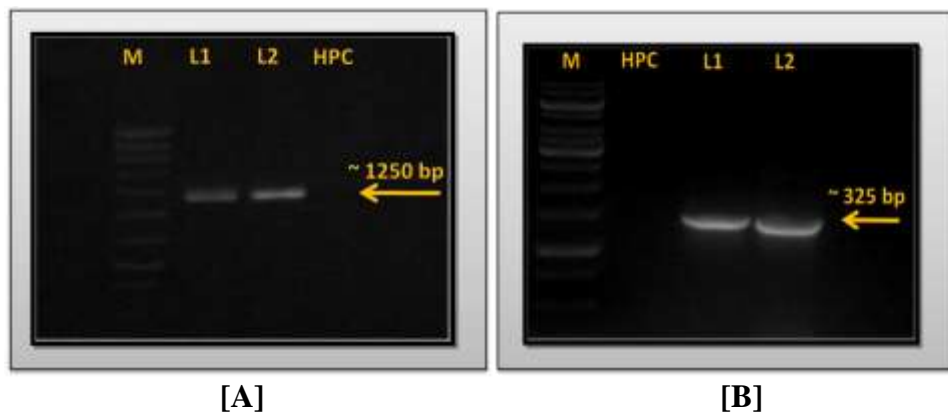 M L1 L2 HPC
~ 1250 bp
[A]
M HPC L1 L2
~ 325 bp
[B]